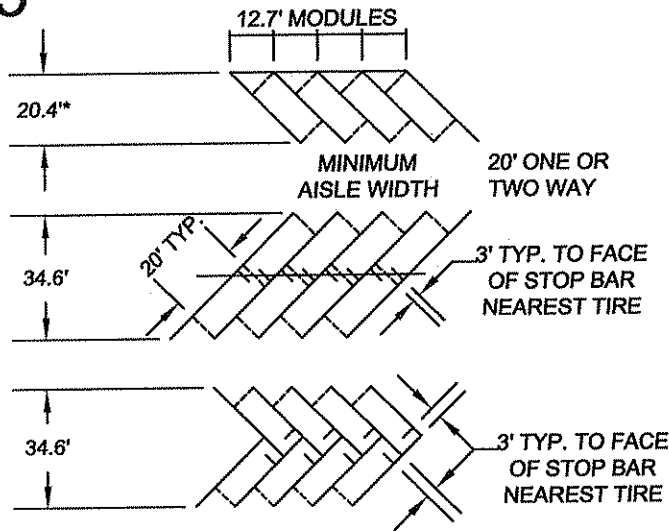 12.7' MODULES
20.4'*
MINIMUM
AISLE WIDTH
20' ONE OR
TWO WAY
20' TYP.
34.6'
3' TYP. TO FACE
OF STOP BAR
NEAREST TIRE
34.6'
3' TYP. TO FACE
OF STOP BAR
NEAREST TIRE